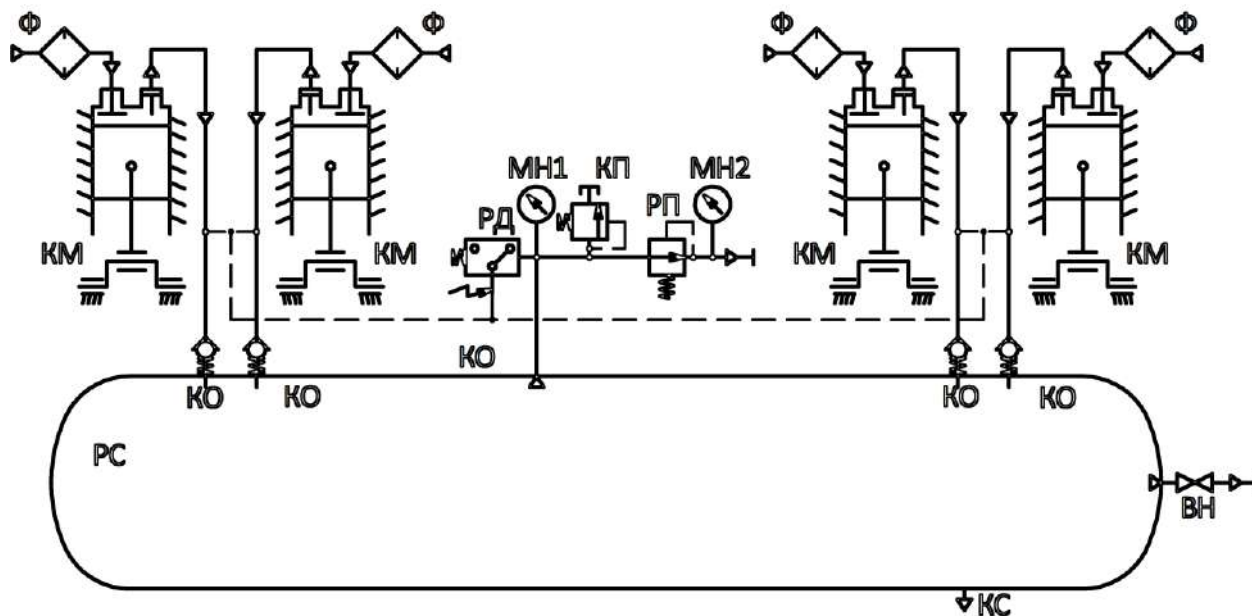 Ф Ф Ф Ф
МН1 КП МН2
РД РП
КМ КМ КМ КМ
КО
КО КО КО КО
РС
ВН
КС